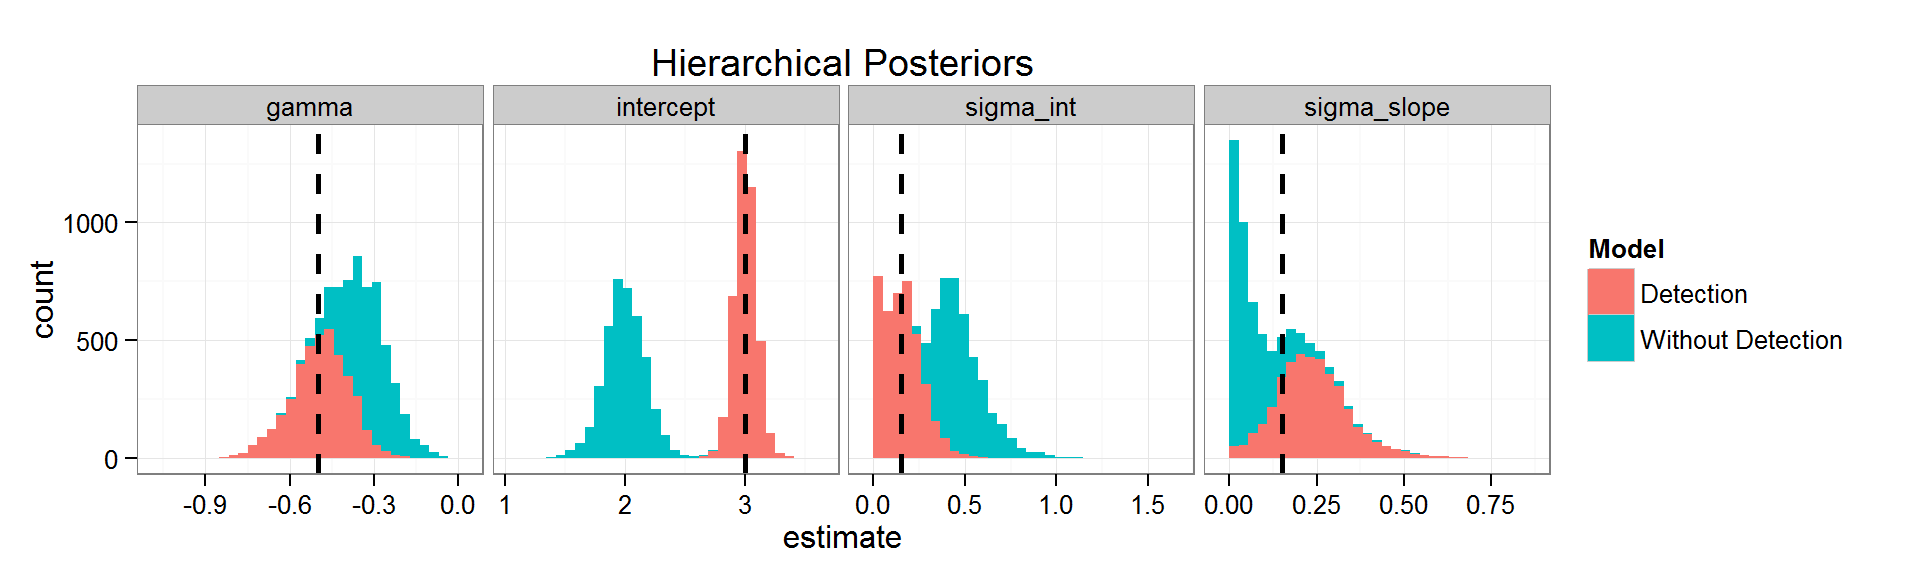 Hierarchical Posteriors
gamma
intercept
sigma_int
sigma_slope
count
1000
500
0
-0.9
-0.6
-0.3
0.0
1
2
3
0.0
0.5
1.0
1.5
0.00
0.25
0.50
0.75
estimate
Model
Detection
Without Detection